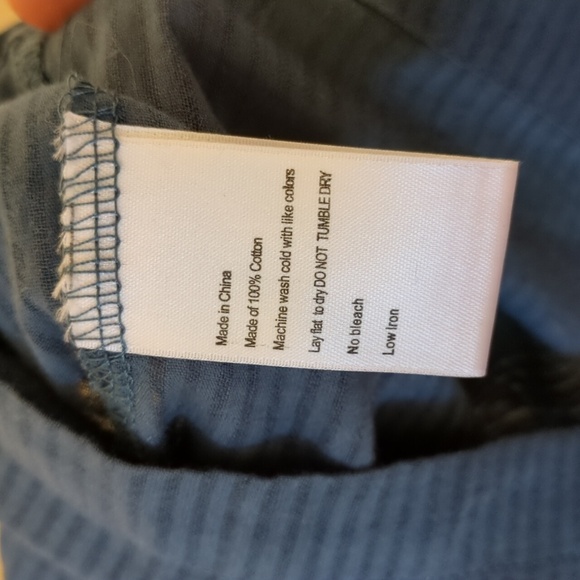 Made in China
Made of 100% Cotton
Machine wash cold with like colors
Lay flat to dry DO NOT TUMBLE DRY
No bleach
Low Iron